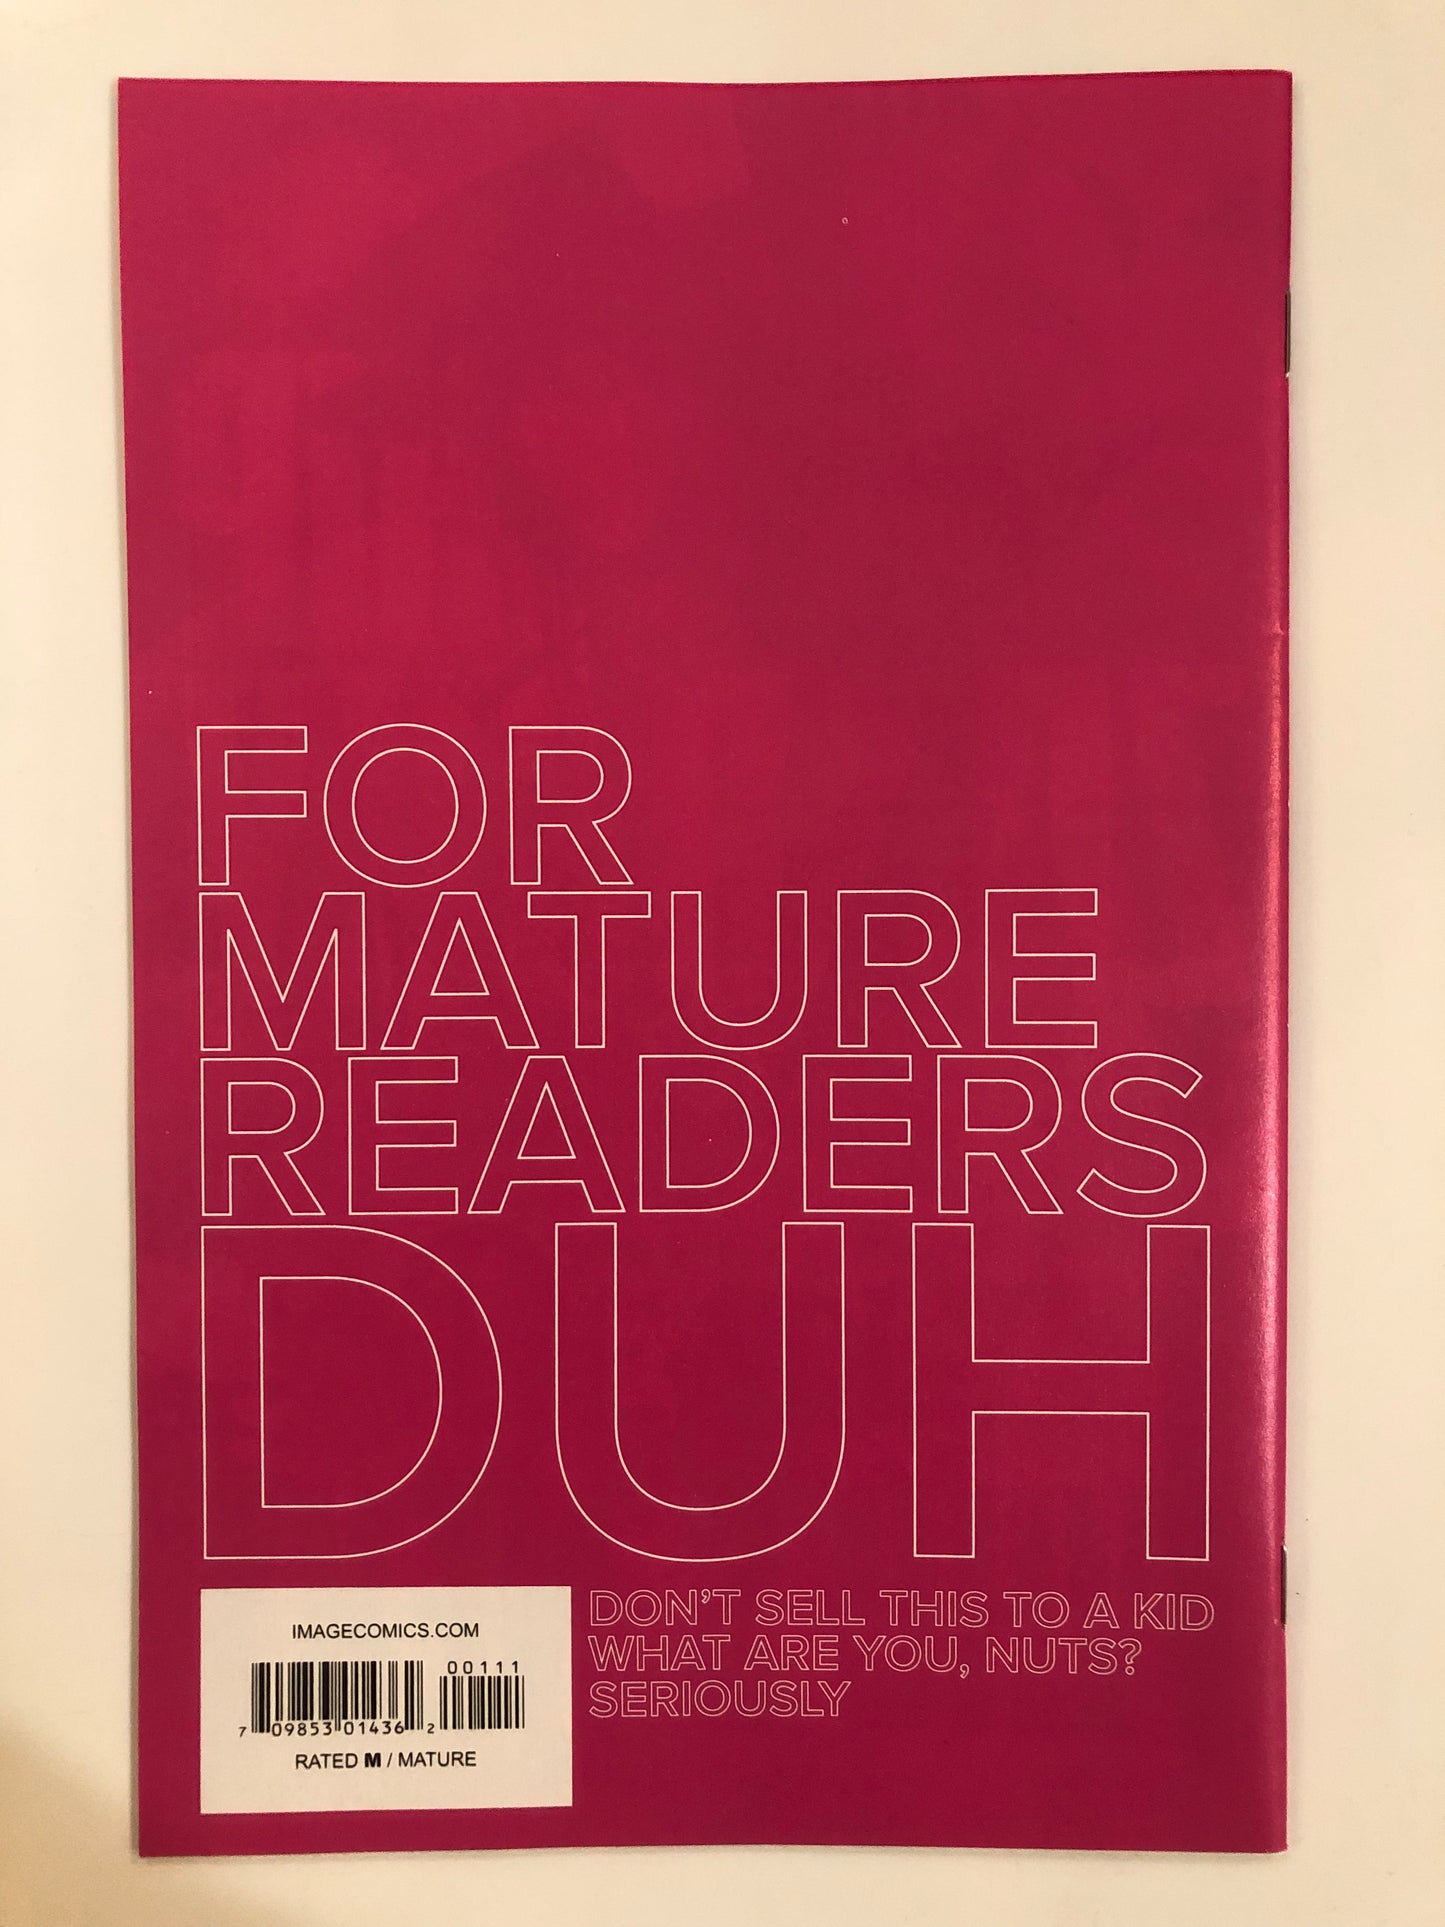 FOR
MATURE
READERS
DUH
DON'T SELL THIS TO A KID
WHAT ARE YOU, NUTS?
SERIOUSLY
IMAGECOMICS.COM
00111
7 09853 01436 2
RATED M / MATURE